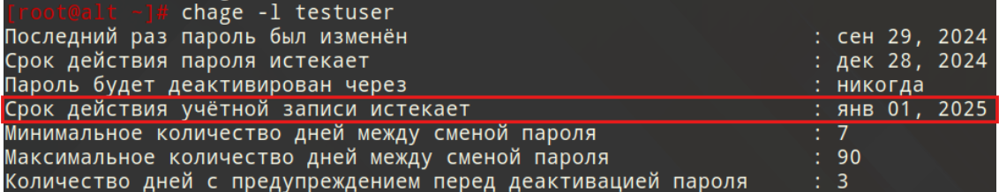 [root@alt ~]# chage -l testuser
Последний раз пароль был изменён : сен 29, 2024
Срок действия пароля истекает : дек 28, 2024
Пароль будет деактивирован через : никогда
Срок действия учётной записи истекает : янв 01, 2025
Минимальное количество дней между сменой пароля : 7
Максимальное количество дней между сменой пароля : 90
Количество дней с предупреждением перед деактивацией пароля : 3